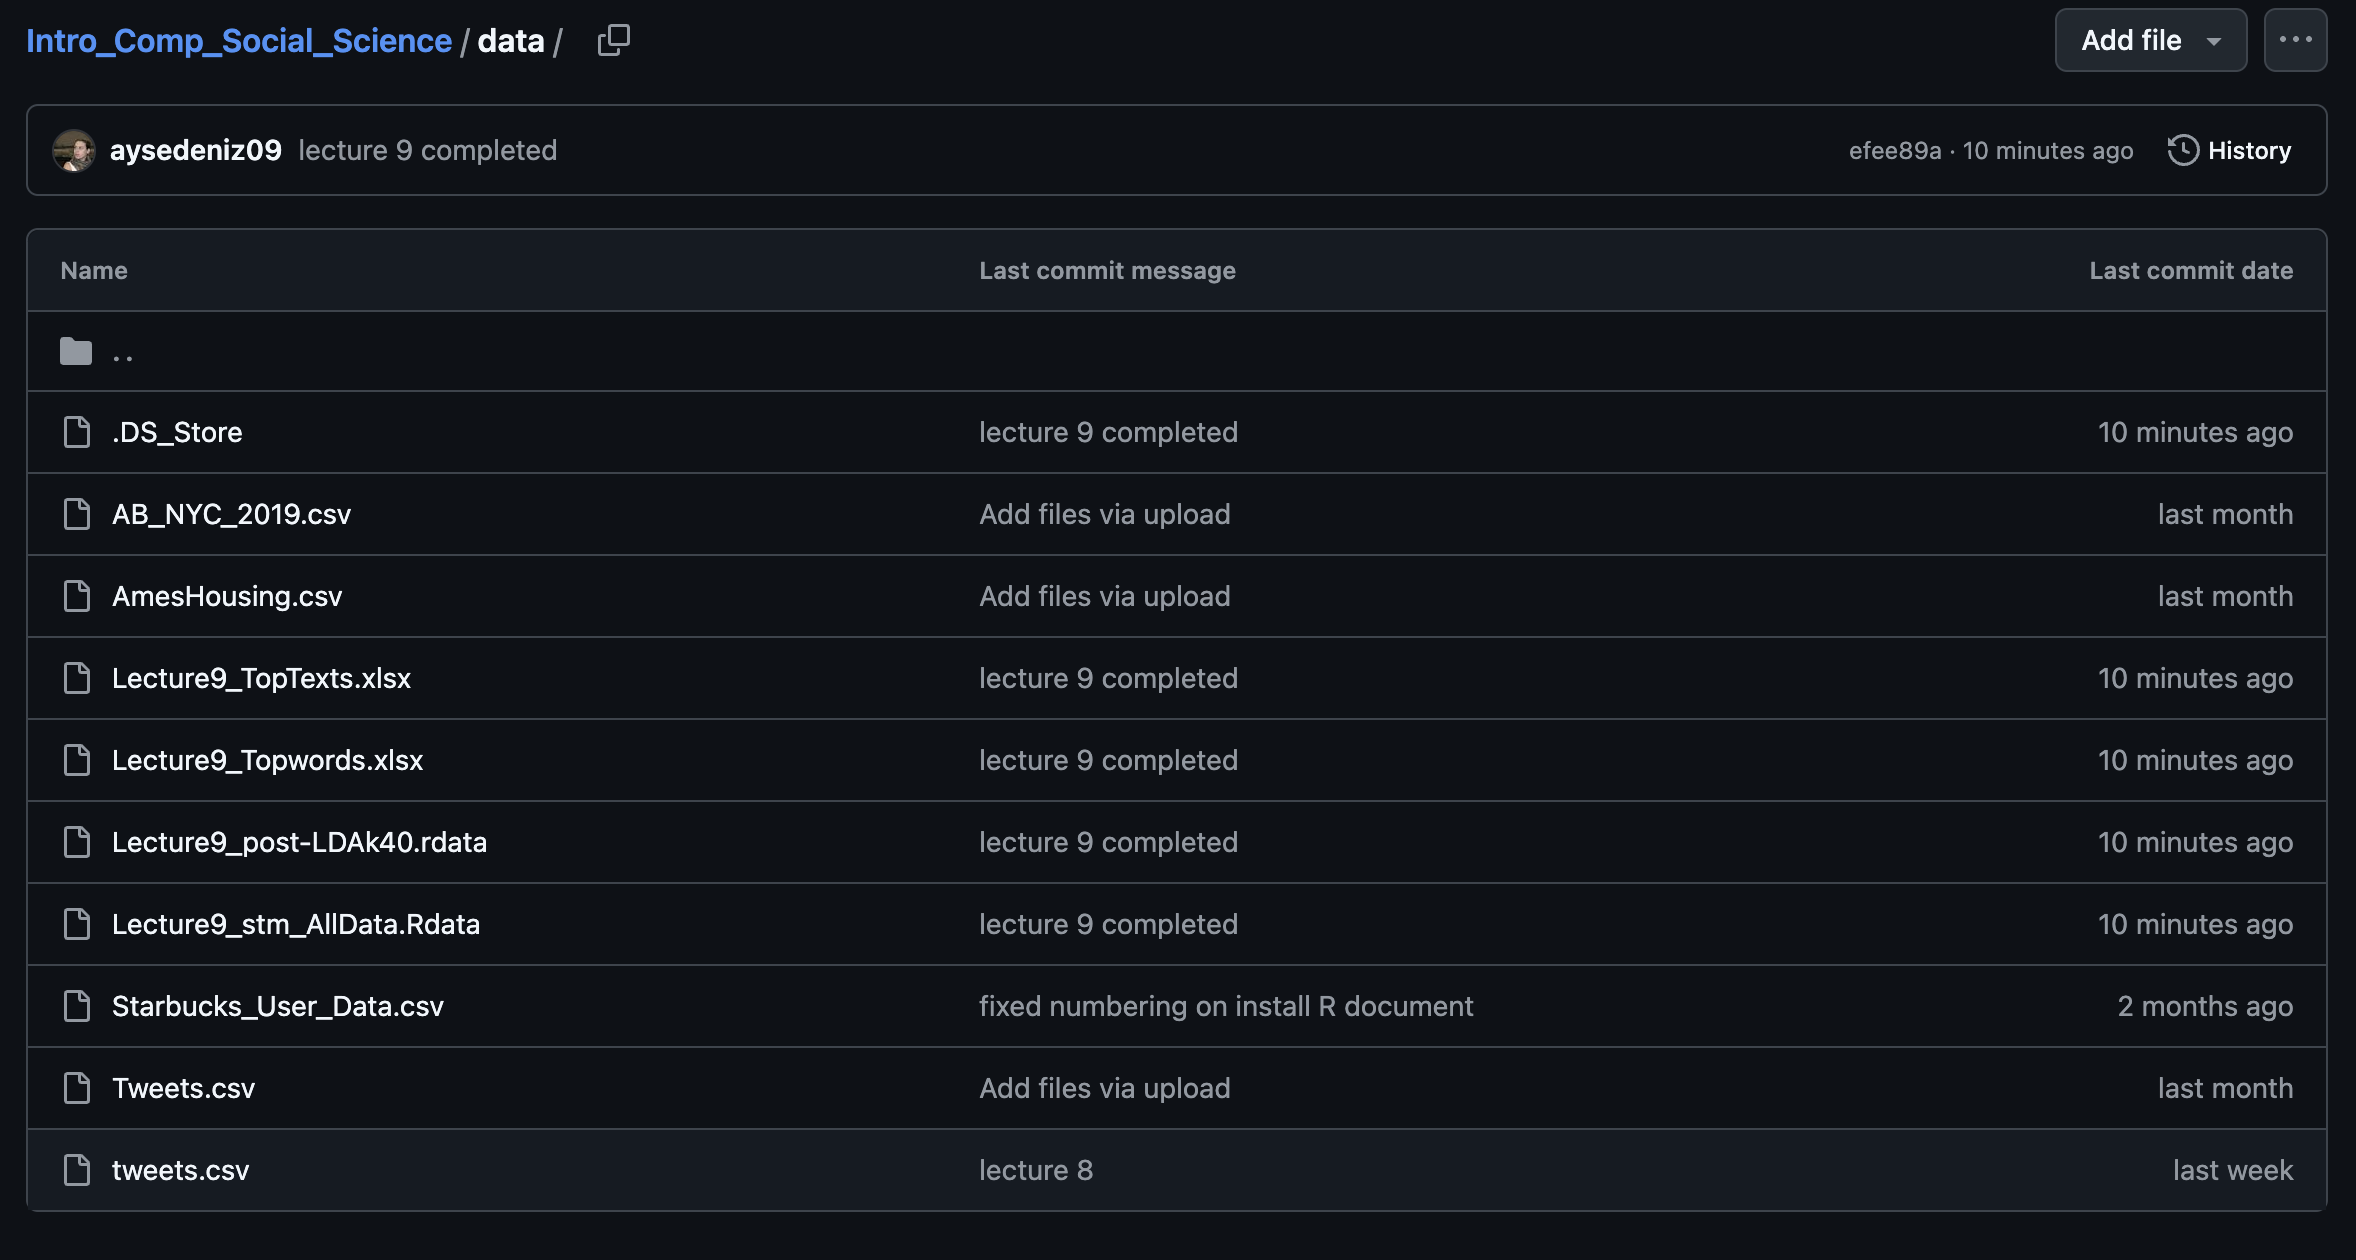 Intro_Comp_Social_Science / data /
Add file
aysedeniz09 lecture 9 completed
efee89a · 10 minutes ago History
Name Last commit message Last commit date
..
.DS_Store lecture 9 completed 10 minutes ago
AB_NYC_2019.csv Add files via upload last month
AmesHousing.csv Add files via upload last month
Lecture9_TopTexts.xlsx lecture 9 completed 10 minutes ago
Lecture9_Topwords.xlsx lecture 9 completed 10 minutes ago
Lecture9_post-LDAk40.rdata lecture 9 completed 10 minutes ago
Lecture9_stm_AllData.Rdata lecture 9 completed 10 minutes ago
Starbucks_User_Data.csv fixed numbering on install R document 2 months ago
Tweets.csv Add files via upload last month
tweets.csv lecture 8 last week